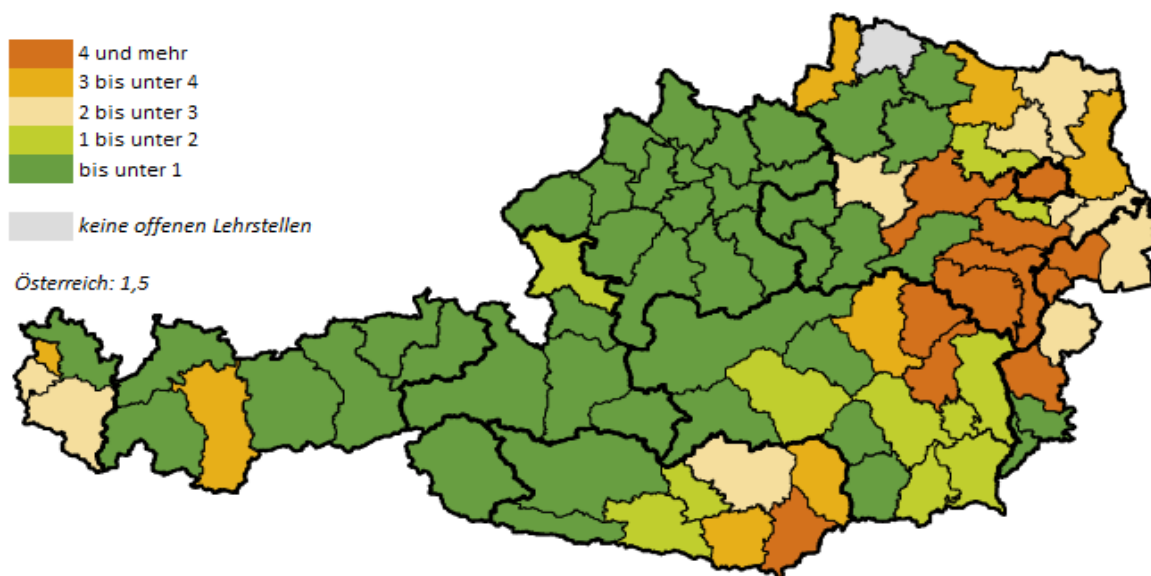 4 und mehr
3 bis unter 4
2 bis unter 3
1 bis unter 2
bis unter 1
keine offenen Lehrstellen
Österreich: 1,5